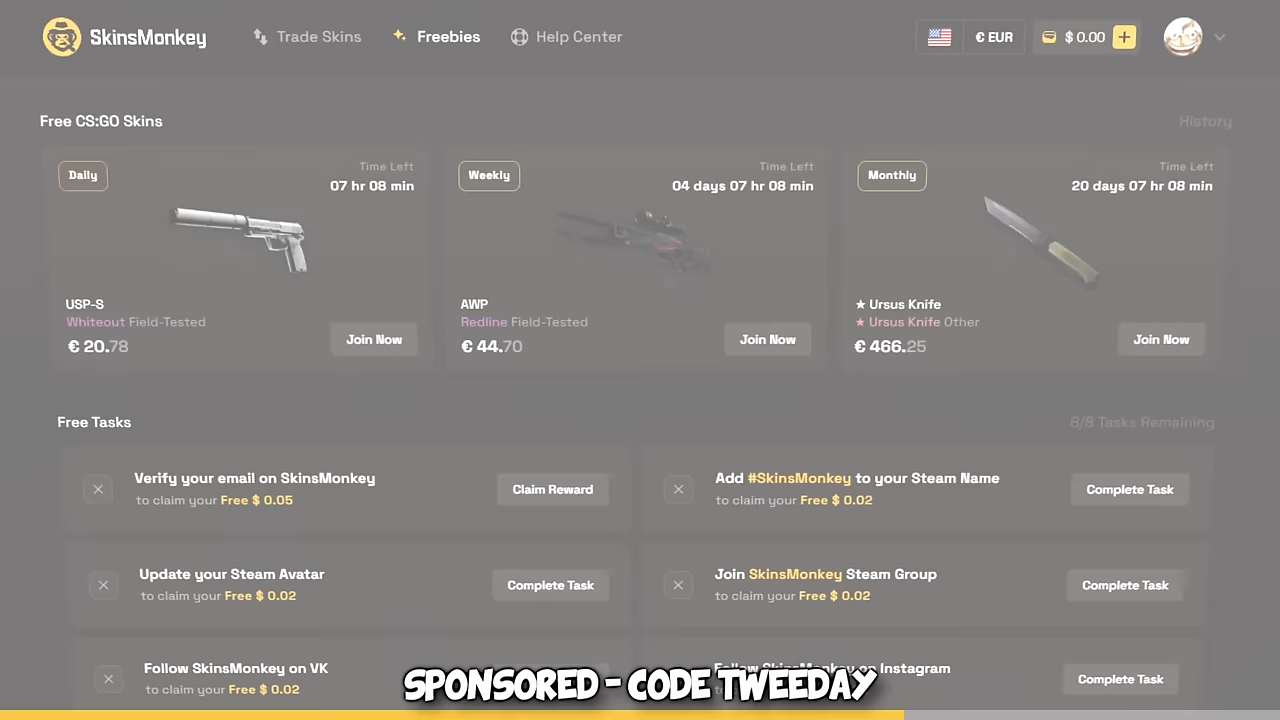 SkinsMonkey
Trade Skins
Freebies
Help Center
€ EUR
$ 0.00
Free CS:GO Skins
History
Daily
Time Left
07 hr 08 min
USP-S
Whiteout Field-Tested
€ 20.78
Join Now
Weekly
Time Left
04 days 07 hr 08 min
AWP
Redline Field-Tested
€ 44.70
Join Now
Monthly
Time Left
20 days 07 hr 08 min
★ Ursus Knife
★ Ursus Knife Other
€ 466.25
Join Now
Free Tasks
8/8 Tasks Remaining
Verify your email on SkinsMonkey
to claim your Free $ 0.05
Claim Reward
Add #SkinsMonkey to your Steam Name
to claim your Free $ 0.02
Complete Task
Update your Steam Avatar
to claim your Free $ 0.02
Complete Task
Join SkinsMonkey Steam Group
to claim your Free $ 0.02
Complete Task
Follow SkinsMonkey on VK
to claim your Free $ 0.02
Follow SkinsMonkey on Instagram
Complete Task
SPONSORED - CODE TWEEDAY